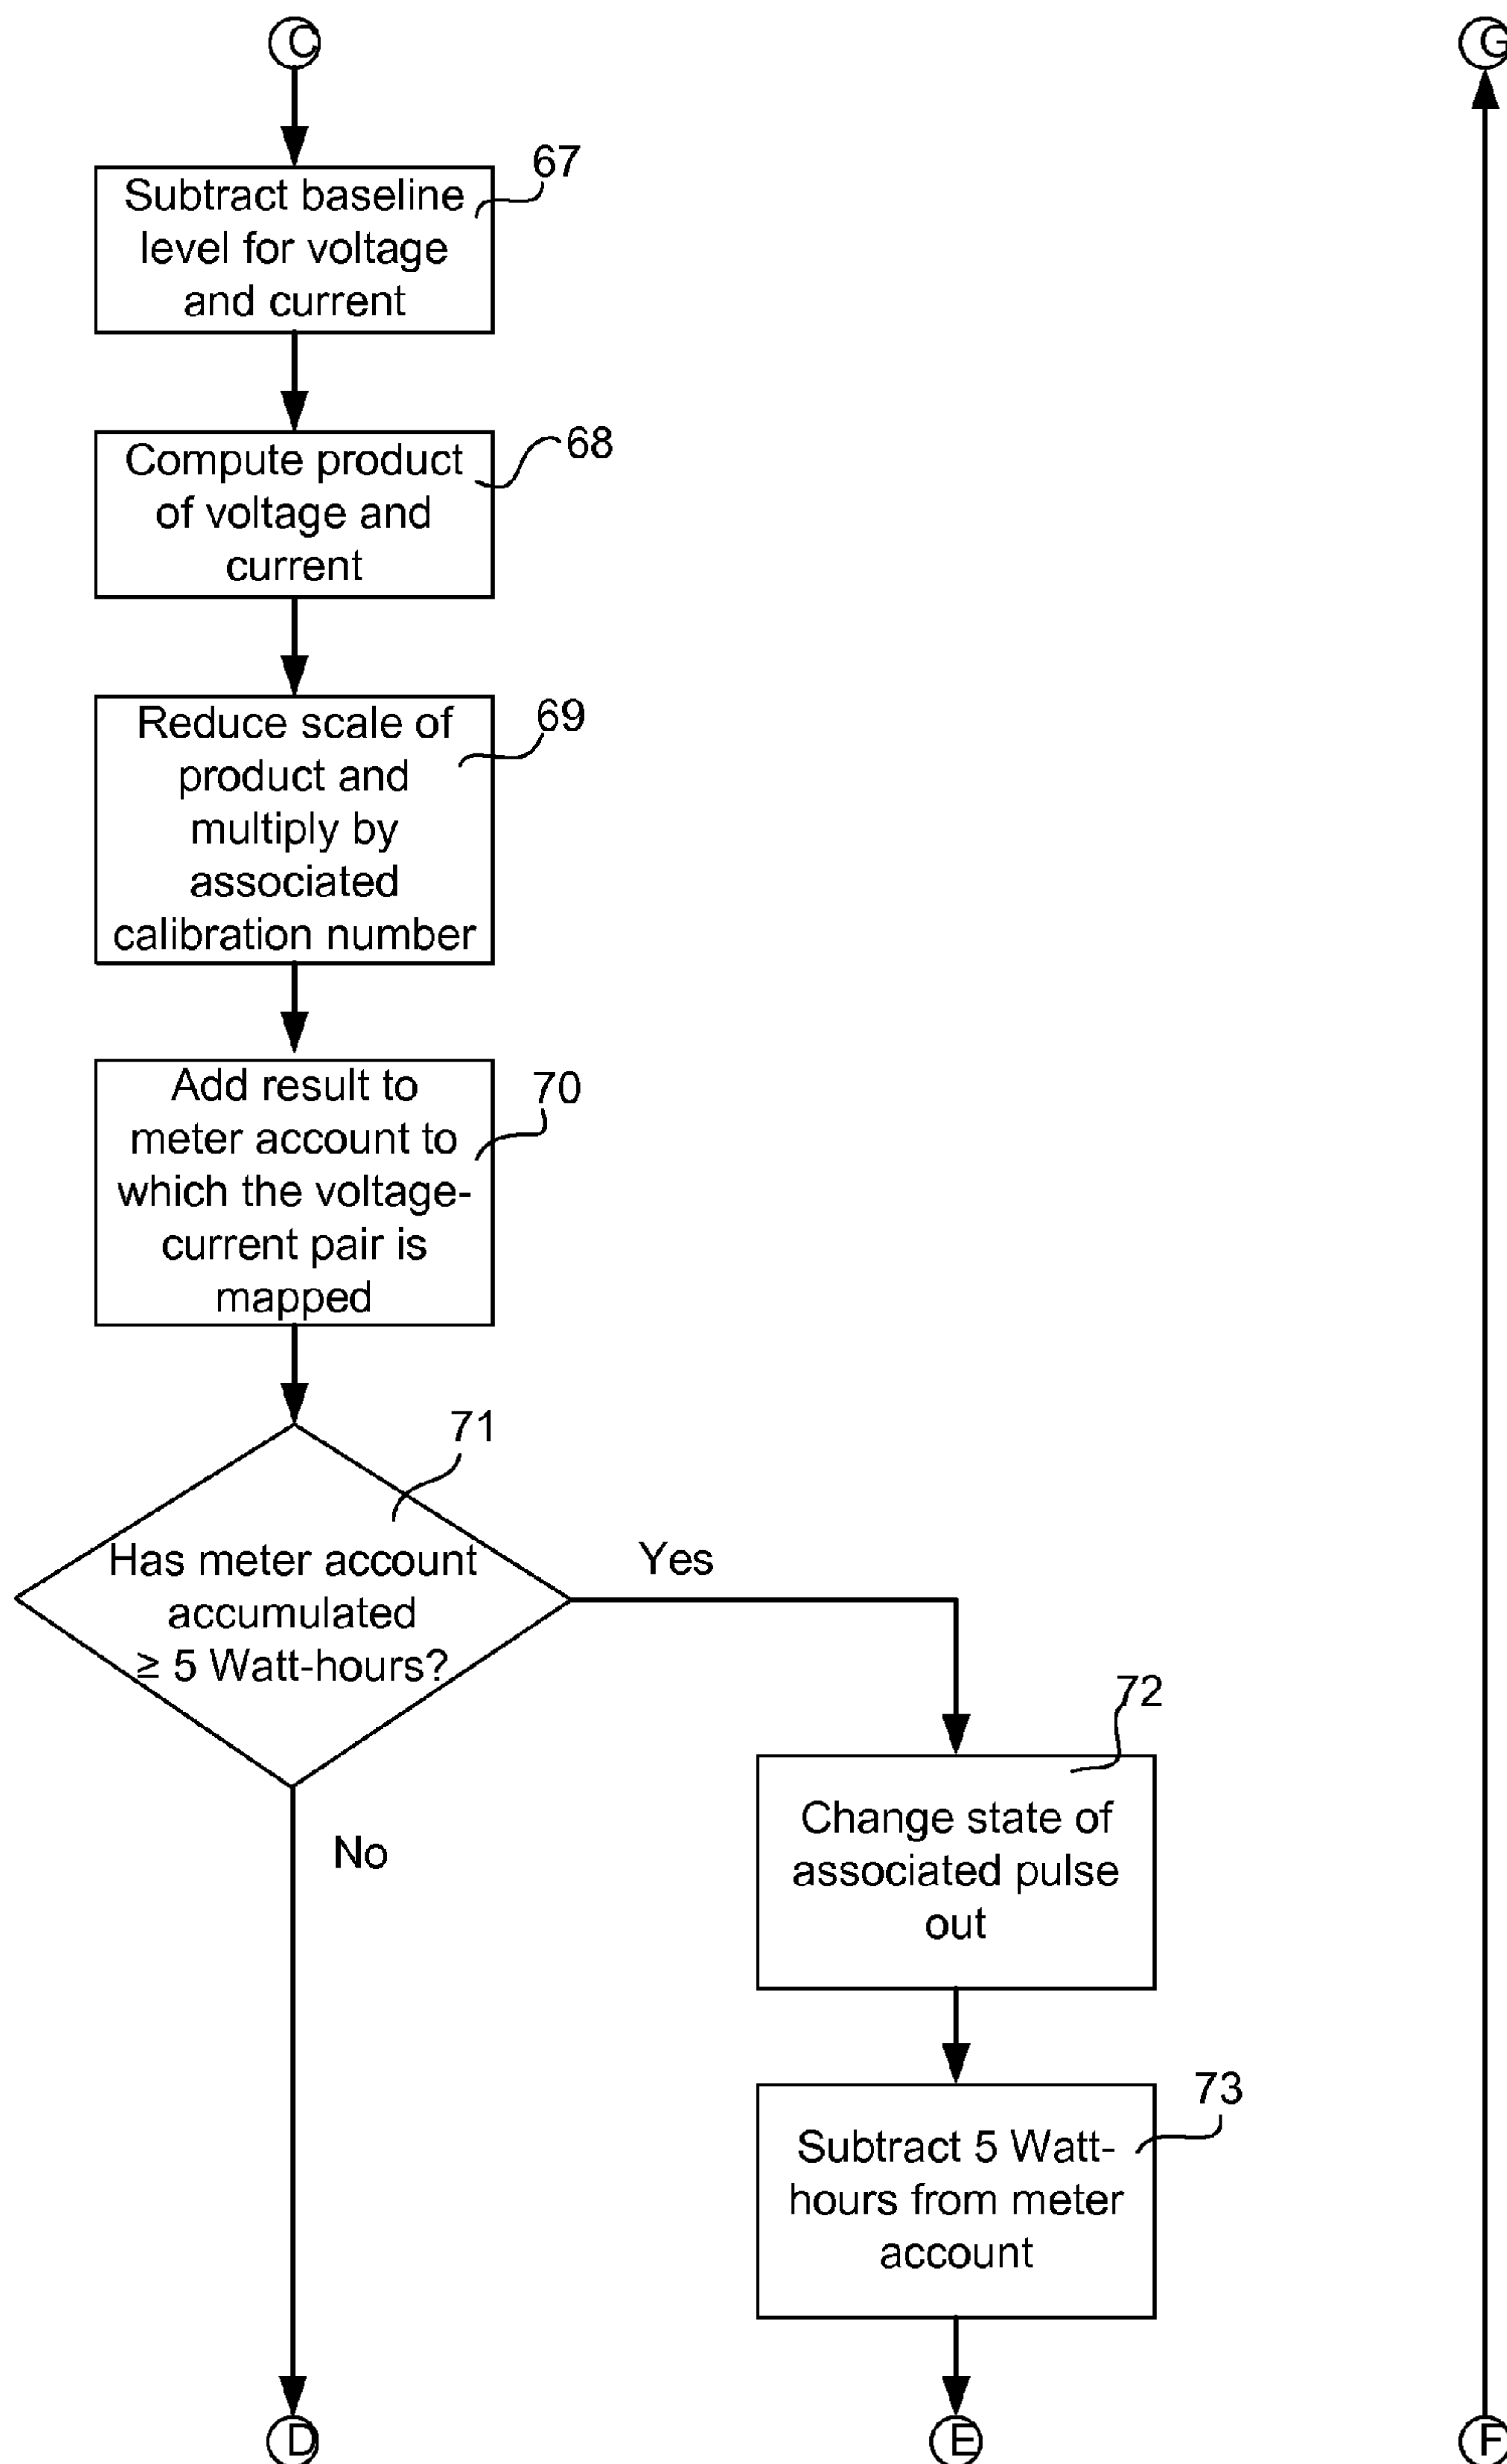 C
G
67
Subtract baseline
level for voltage
and current
68
Compute product
of voltage and
current
69
Reduce scale of
product and
multiply by
associated
calibration number
70
Add result to
meter account to
which the voltage-
current pair is
mapped
71
Has meter account
accumulated
≥ 5 Watt-hours?
Yes
No
72
Change state of
associated pulse
out
73
Subtract 5 Watt-
hours from meter
account
D
E
F